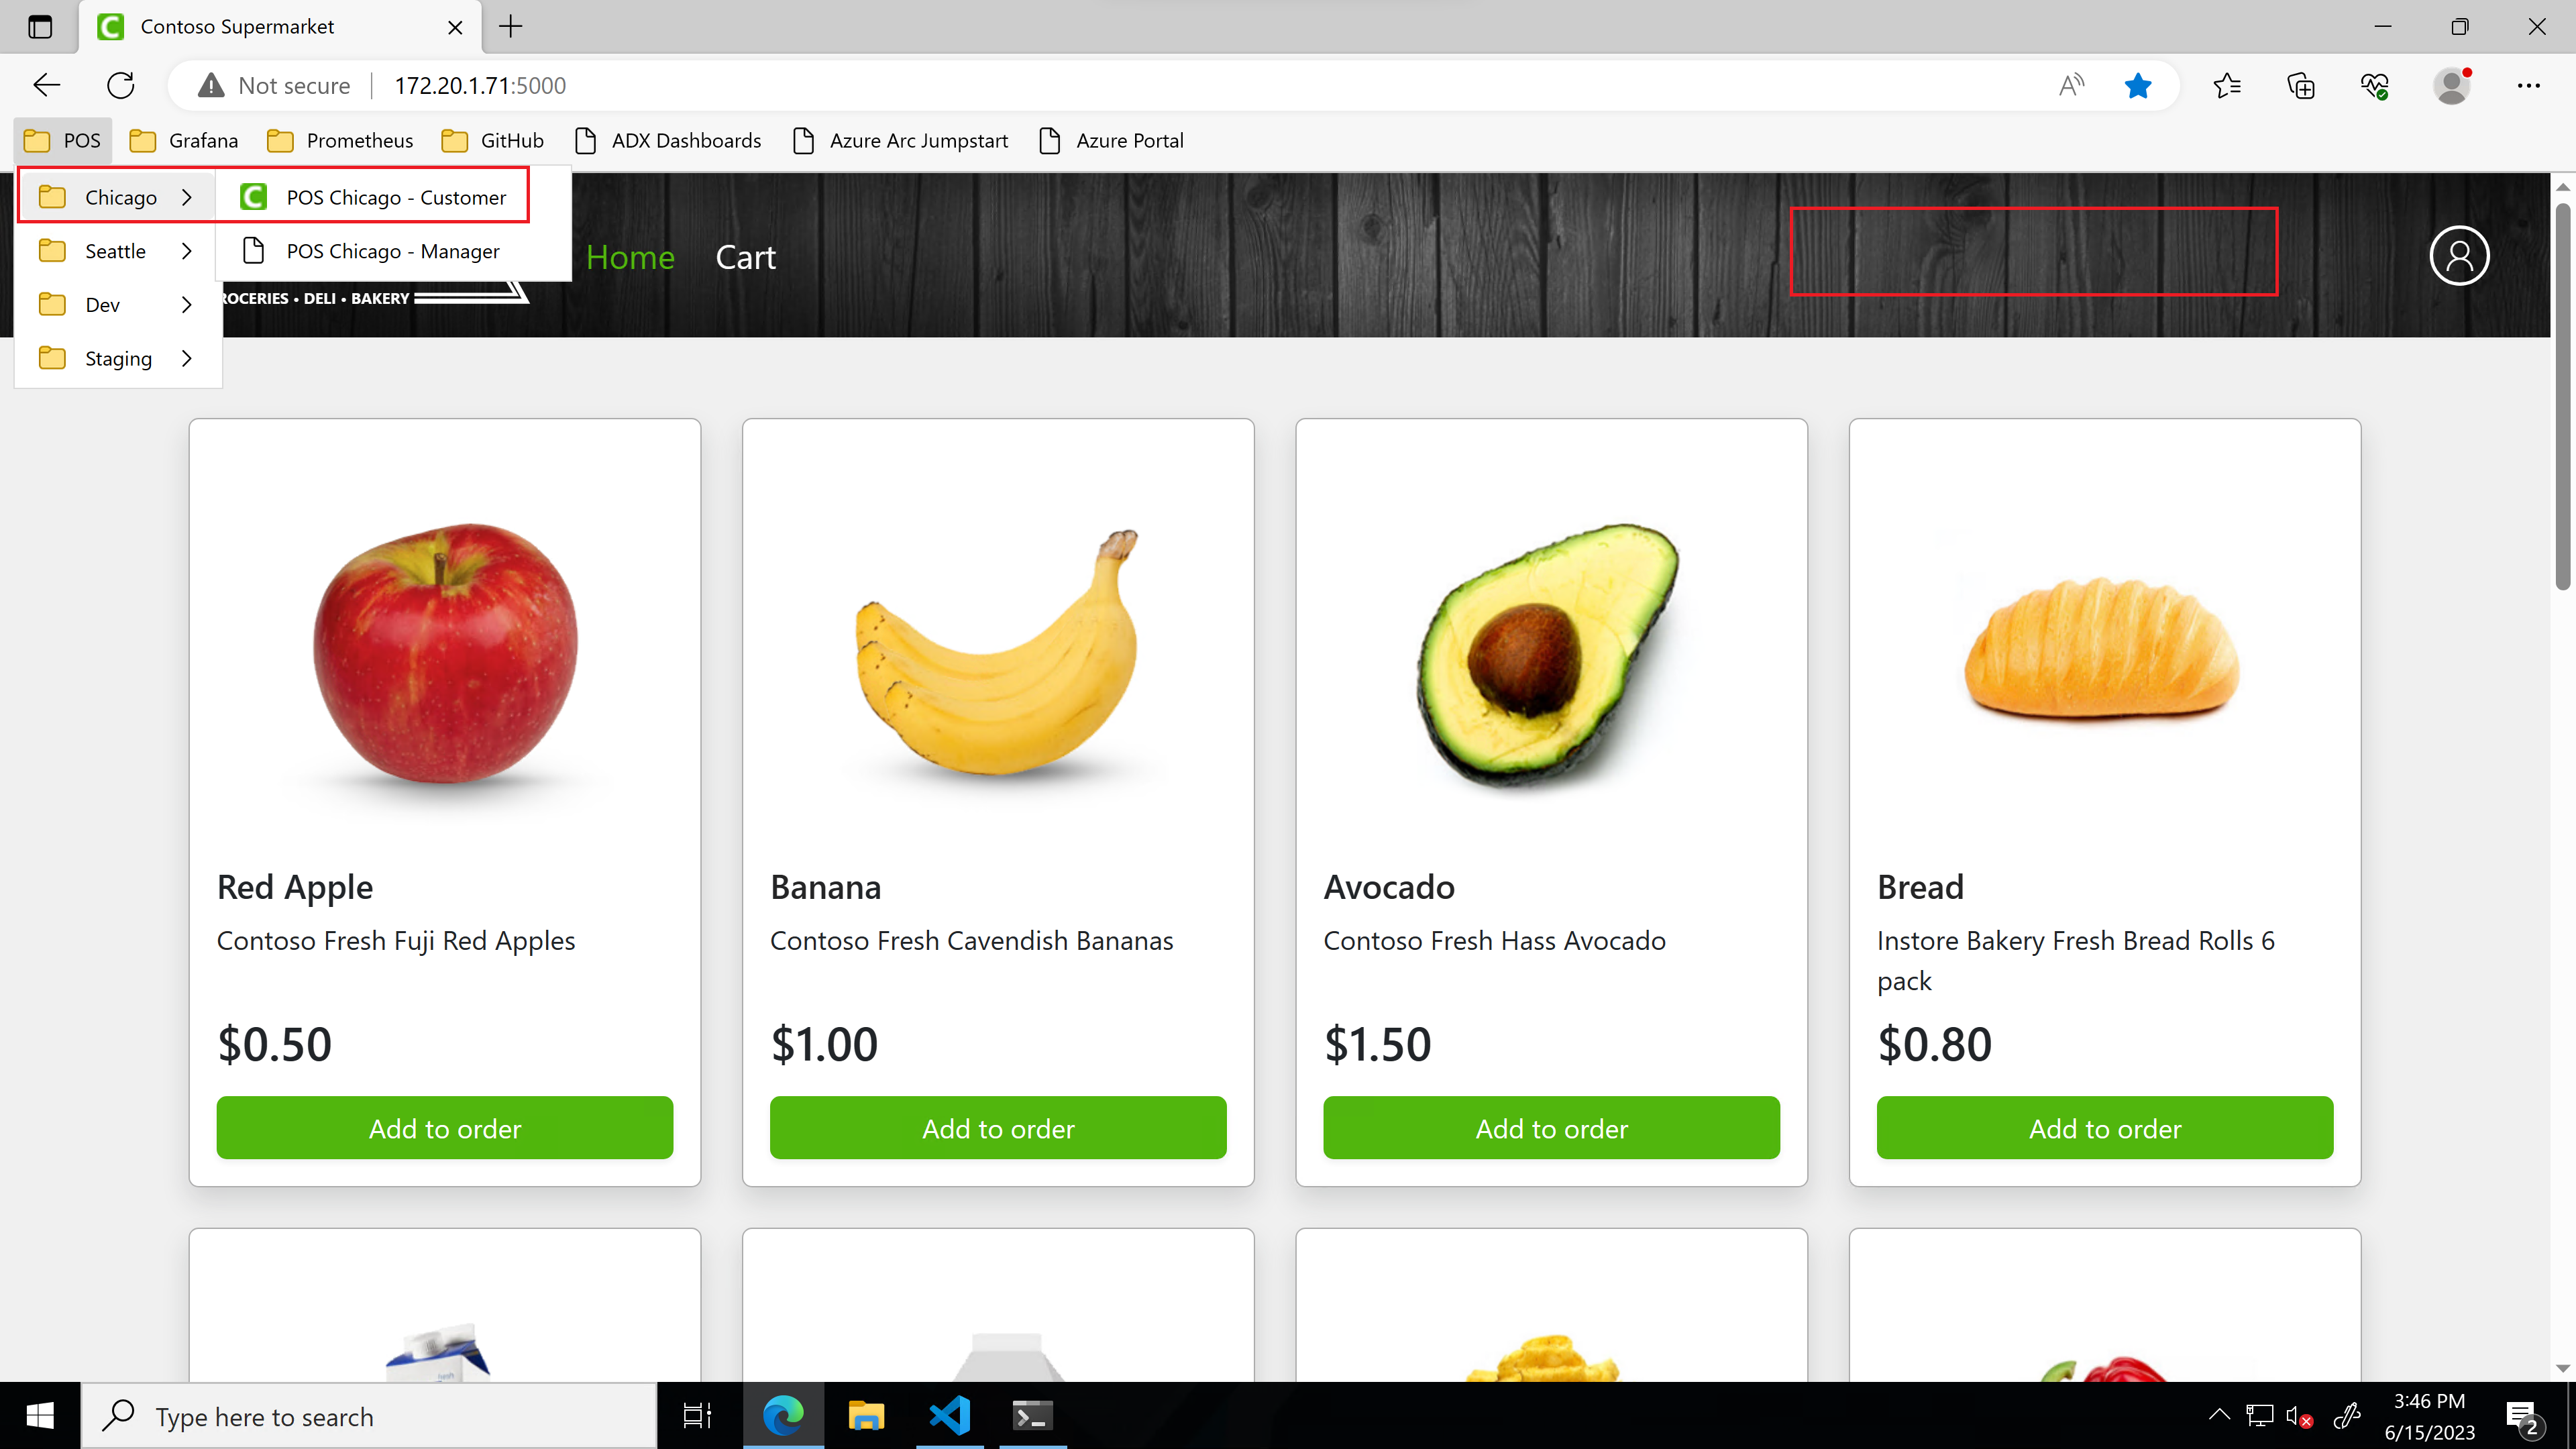 Contoso Supermarket
Not secure
172.20.1.71:5000
POS
Grafana
Prometheus
GitHub
ADX Dashboards
Azure Arc Jumpstart
Azure Portal
Chicago
POS Chicago - Customer
Seattle
POS Chicago - Manager
Dev
Staging
Home
Cart
ROCERIES • DELI • BAKERY
Red Apple
Contoso Fresh Fuji Red Apples
$0.50
Add to order
Banana
Contoso Fresh Cavendish Bananas
$1.00
Add to order
Avocado
Contoso Fresh Hass Avocado
$1.50
Add to order
Bread
Instore Bakery Fresh Bread Rolls 6
pack
$0.80
Add to order
Type here to search
3:46 PM
6/15/2023
2